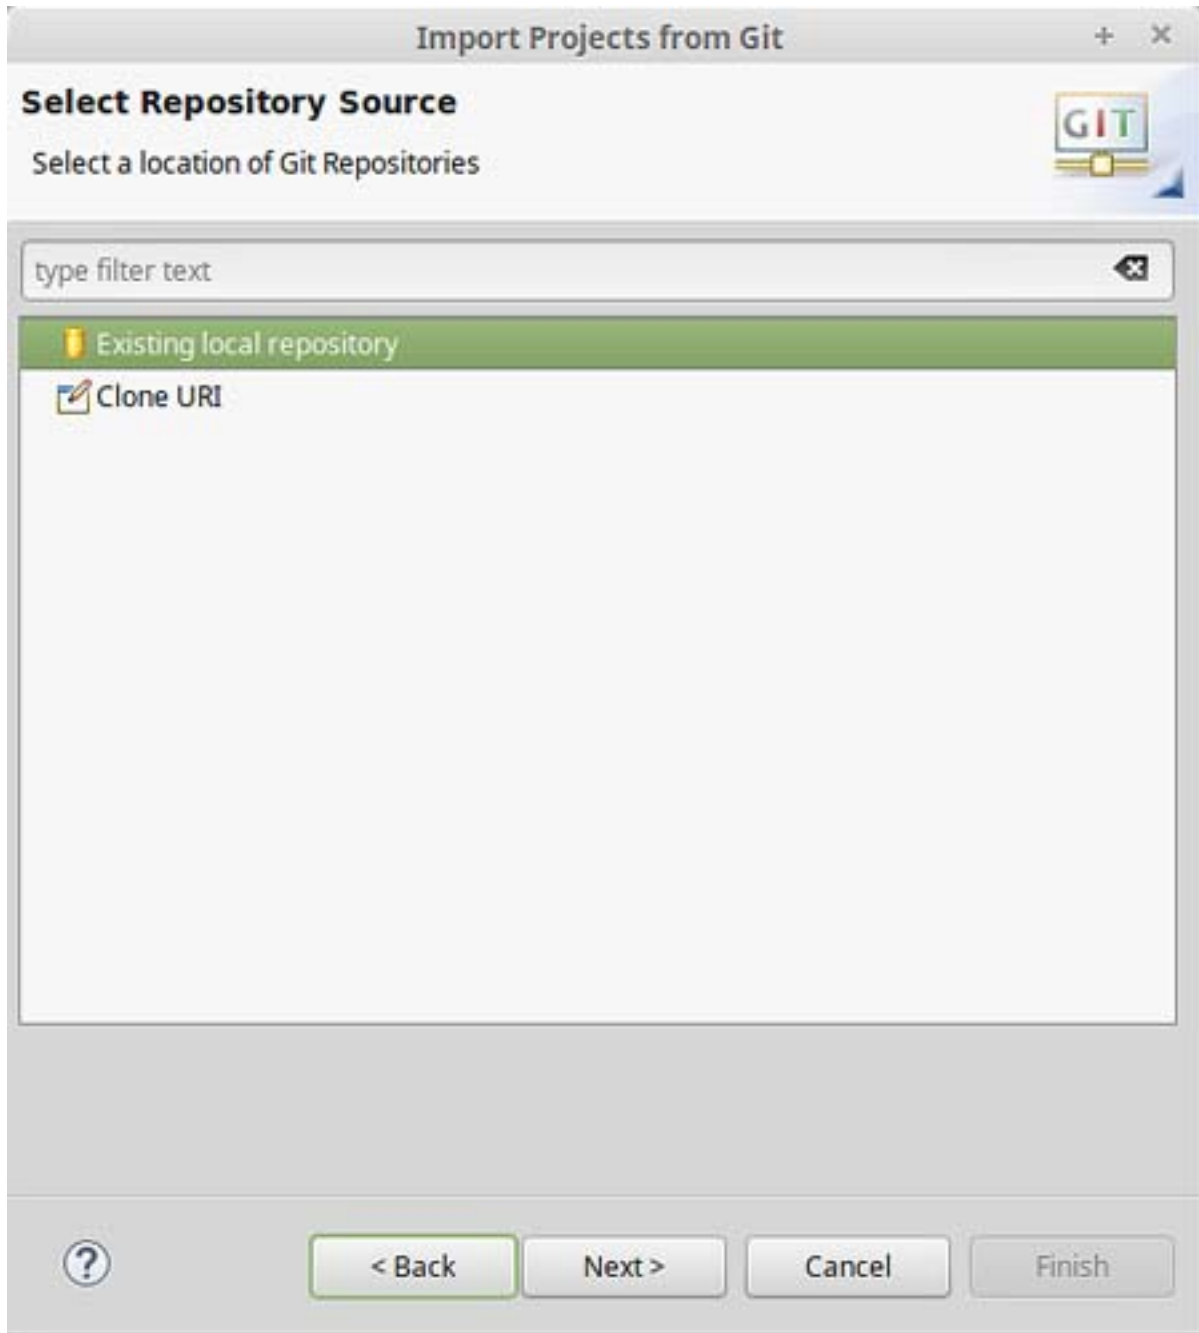 Import Projects from Git
Select Repository Source
GIT
Select a location of Git Repositories
type filter text
Existing local repository
Clone URI
? < Back Next > Cancel Finish